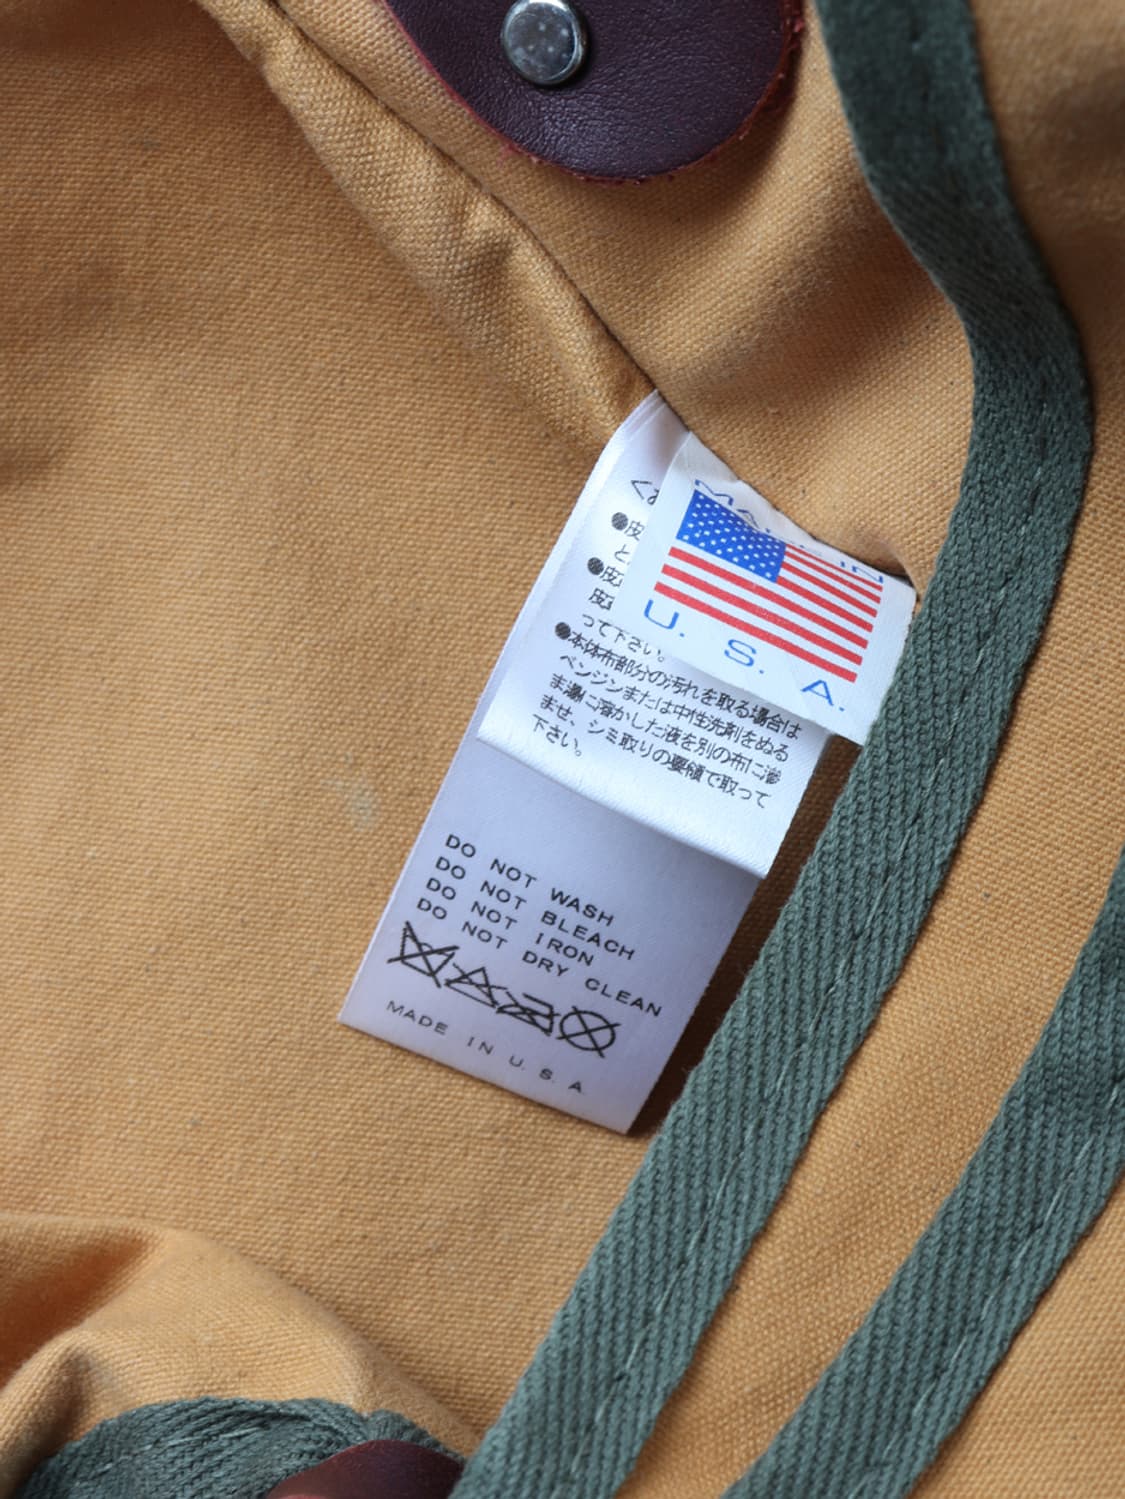 MADE IN
U. S. A.
●皮
と
●皮
皮
って下さい。
●本体布部分の汚れを取る場合は
ベンジンまたは中性洗剤をぬる
ま湯に溶かした液を別の布に滲
ませ、シミ取りの要領で取って
下さい。
DO NOT WASH
DO NOT BLEACH
DO NOT IRON
DO NOT DRY CLEAN
MADE IN U. S. A